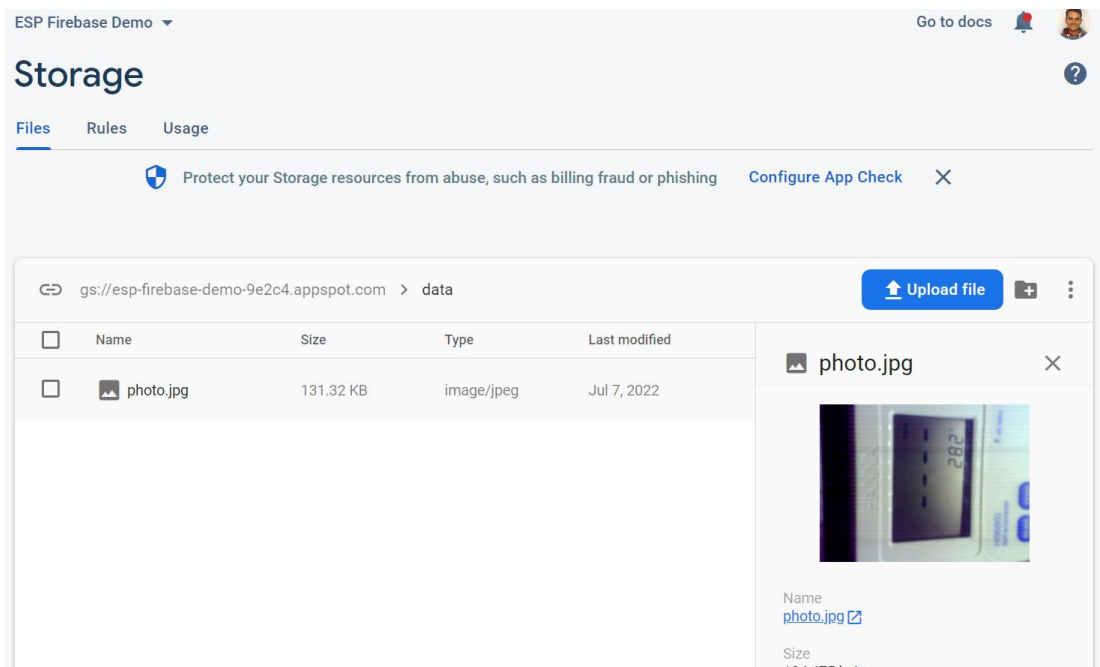 ESP Firebase Demo Go to docs
Storage
Files Rules Usage
Protect your Storage resources from abuse, such as billing fraud or phishing Configure App Check
gs://esp-firebase-demo-9e2c4.appspot.com > data Upload file
Name Size Type Last modified
photo.jpg 131.32 KB image/jpeg Jul 7, 2022
photo.jpg
HANNA
282
Name
photo.jpg
Size